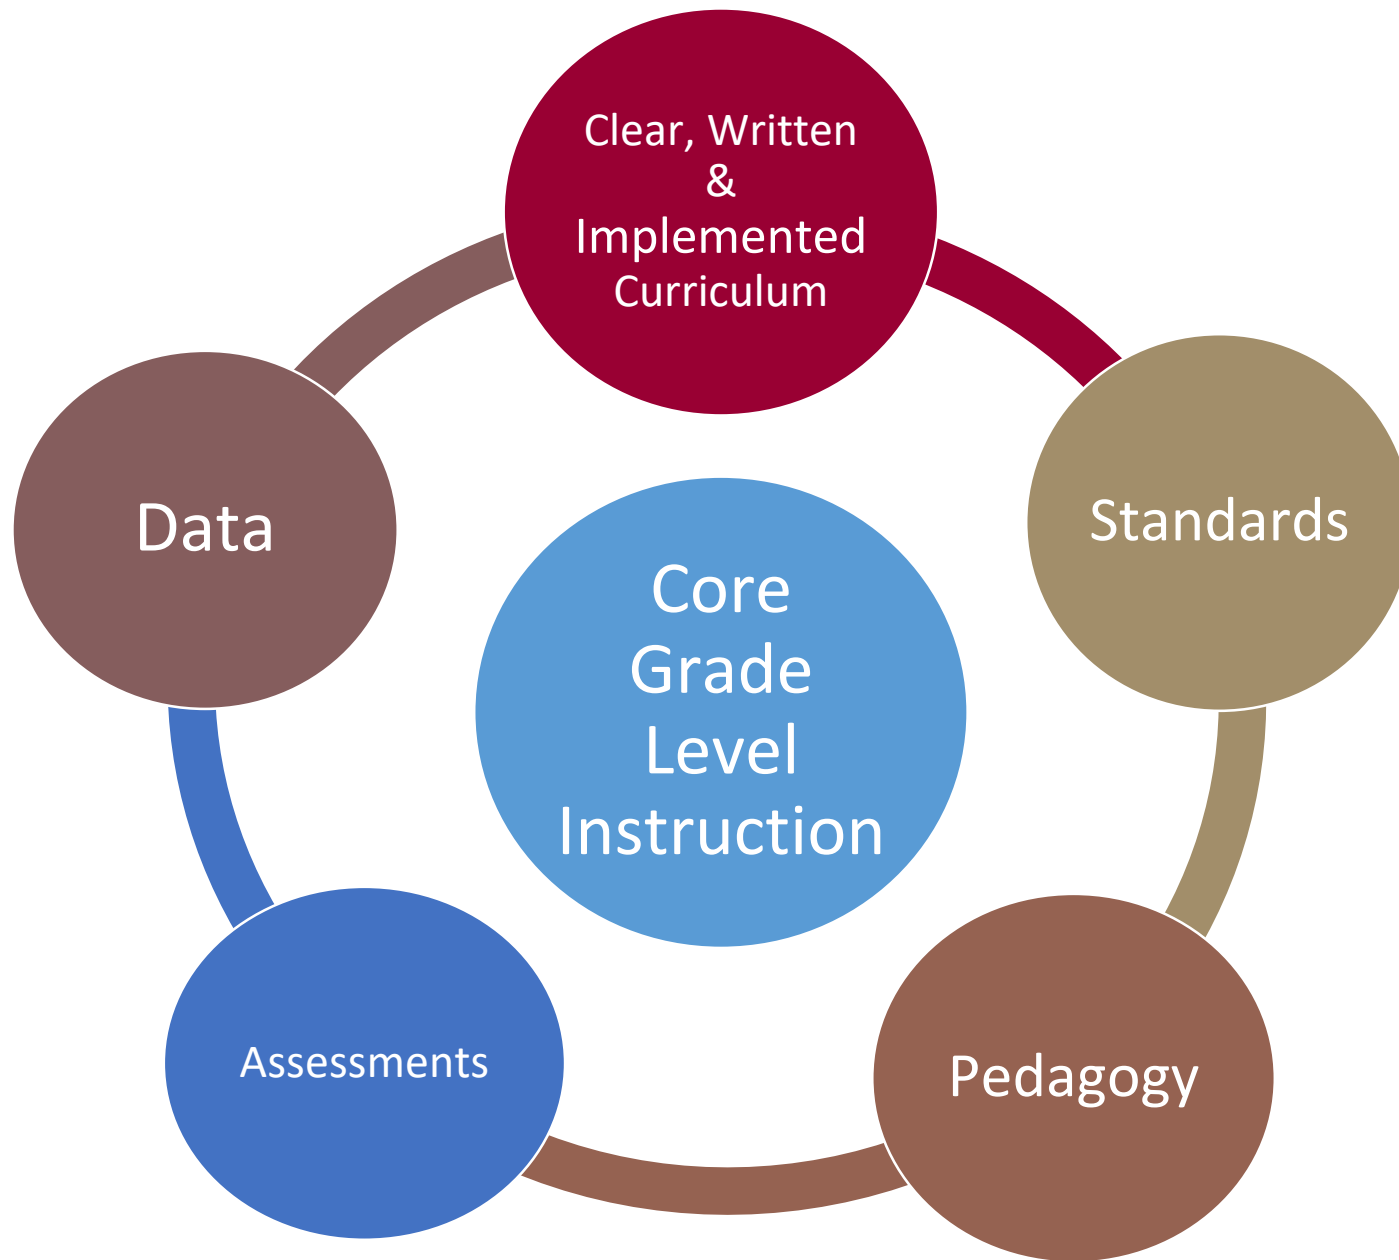 Clear, Written
&
Implemented
Curriculum
Standards
Pedagogy
Assessments
Data
Core
Grade
Level
Instruction